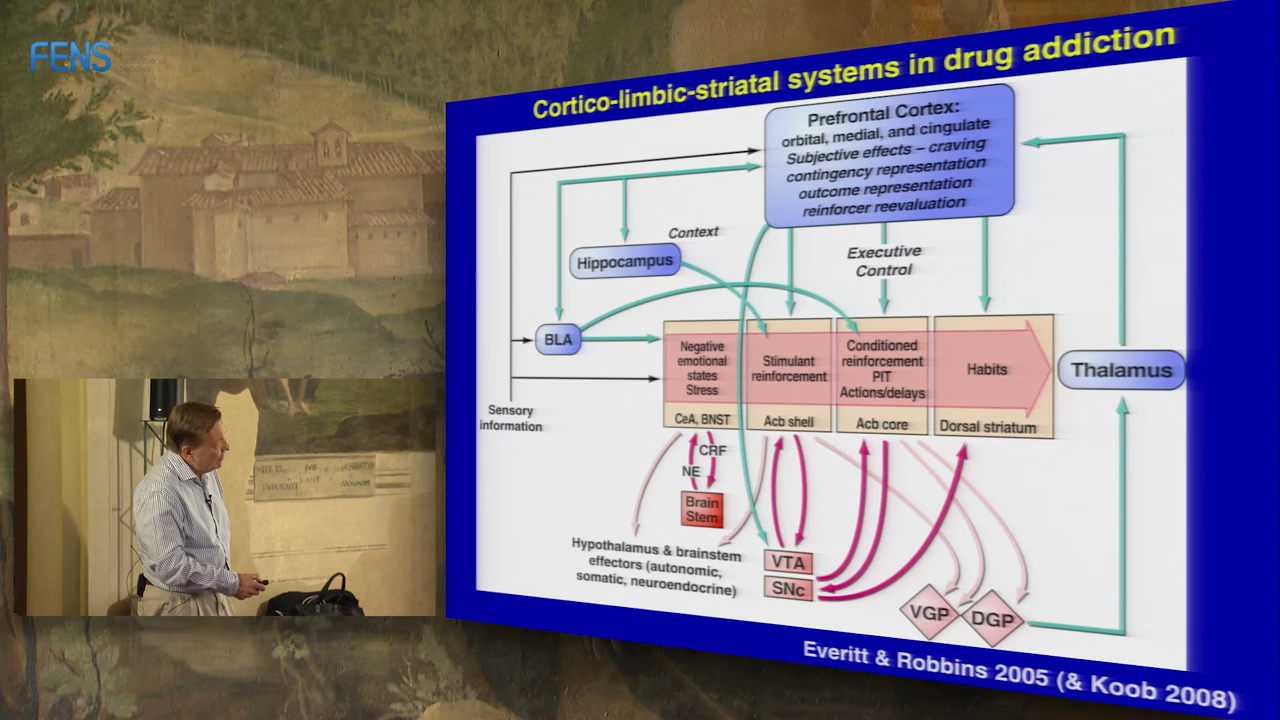 FENS
Cortico-limbic-striatal systems in drug addiction
Prefrontal Cortex:
orbital, medial, and cingulate
Subjective effects – craving
contingency representation
outcome representation
reinforcer reevaluation
Context
Hippocampus
Executive
Control
BLA
Negative
emotional
states
Stress
CeA, BNST
Stimulant
reinforcement
Acb shell
Conditioned
reinforcement
PIT
Actions/delays
Acb core
Habits
Dorsal striatum
Thalamus
Sensory
information
CRF
NE
Brain
Stem
Hypothalamus & brainstem
effectors (autonomic,
somatic, neuroendocrine)
VTA
SNc
VGP
DGP
Everitt & Robbins 2005 (& Koob 2008)